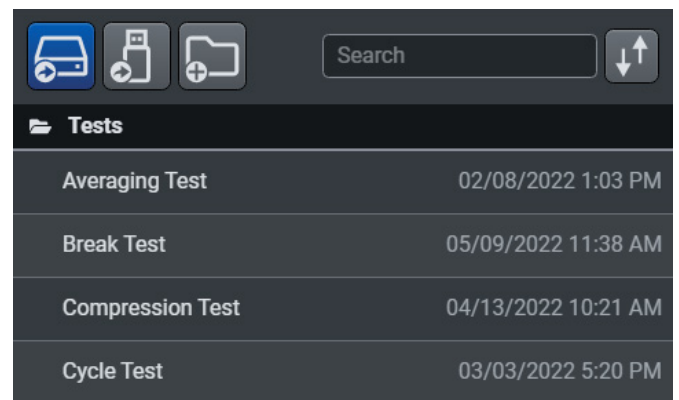 Search
Tests
Averaging Test 02/08/2022 1:03 PM
Break Test 05/09/2022 11:38 AM
Compression Test 04/13/2022 10:21 AM
Cycle Test 03/03/2022 5:20 PM